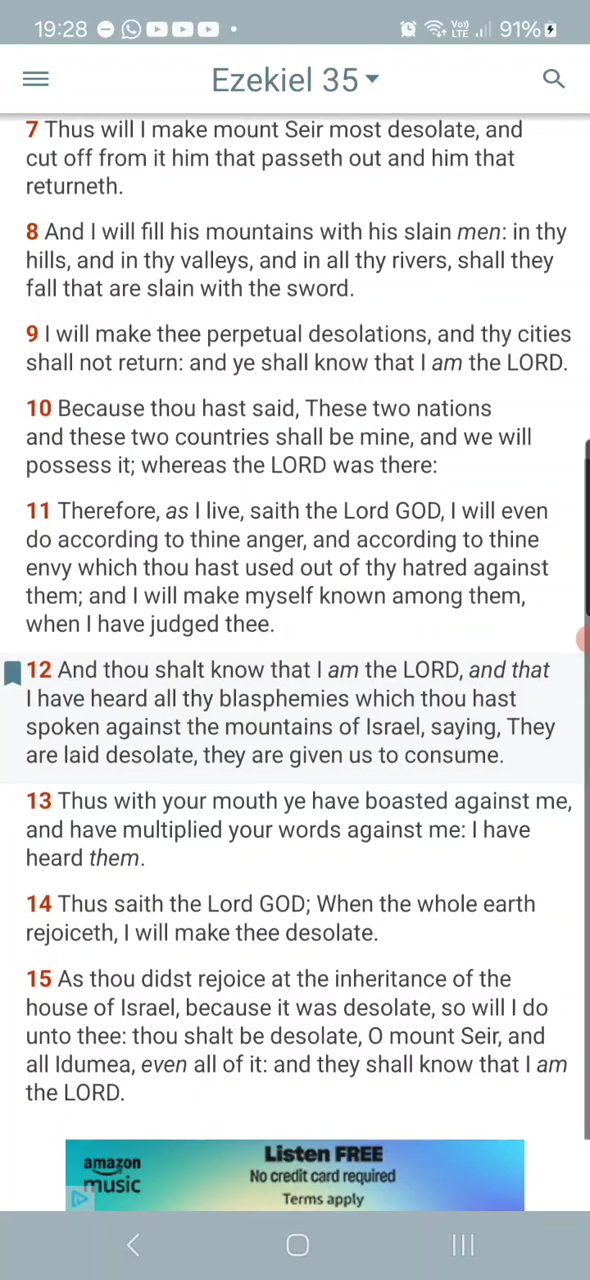 19:28
Vo))
LTE
91%
Ezekiel 35
7 Thus will I make mount Seir most desolate, and
cut off from it him that passeth out and him that
returneth.
8 And I will fill his mountains with his slain men: in thy
hills, and in thy valleys, and in all thy rivers, shall they
fall that are slain with the sword.
9 I will make thee perpetual desolations, and thy cities
shall not return: and ye shall know that I am the LORD.
10 Because thou hast said, These two nations
and these two countries shall be mine, and we will
possess it; whereas the LORD was there:
11 Therefore, as I live, saith the Lord GOD, I will even
do according to thine anger, and according to thine
envy which thou hast used out of thy hatred against
them; and I will make myself known among them,
when I have judged thee.
12 And thou shalt know that I am the LORD, and that
I have heard all thy blasphemies which thou hast
spoken against the mountains of Israel, saying, They
are laid desolate, they are given us to consume.
13 Thus with your mouth ye have boasted against me,
and have multiplied your words against me: I have
heard them.
14 Thus saith the Lord GOD; When the whole earth
rejoiceth, I will make thee desolate.
15 As thou didst rejoice at the inheritance of the
house of Israel, because it was desolate, so will I do
unto thee: thou shalt be desolate, O mount Seir, and
all Idumea, even all of it: and they shall know that I am
the LORD.
amazon
music
Listen FREE
No credit card required
Terms apply